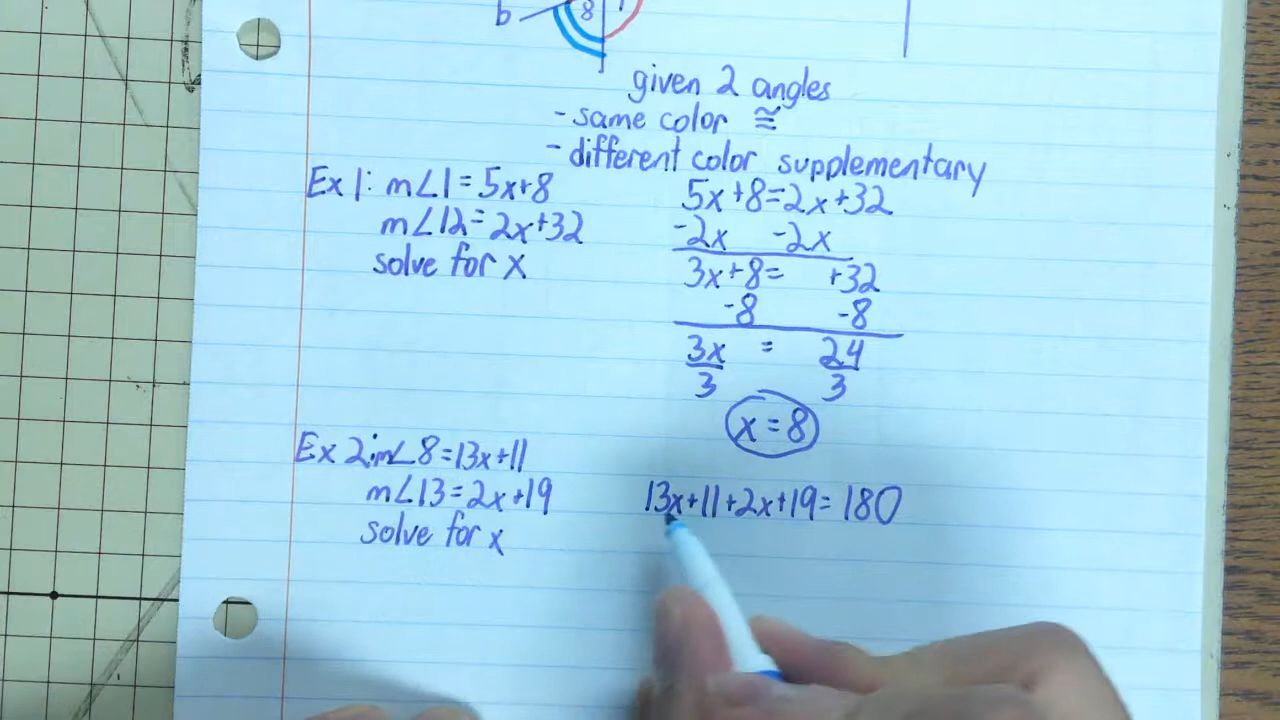 b 8
given 2 angles
- same color ≅
- different color supplementary
Ex 1: m∠1 = 5x+8
m∠12 = 2x+32
solve for x
5x+8=2x+32
-2x -2x
3x+8= +32
-8 -8
3x = 24
3 3
x = 8
Ex 2: m∠8 = 13x+11
m∠13 = 2x+19
solve for x
13x+11+2x+19= 180